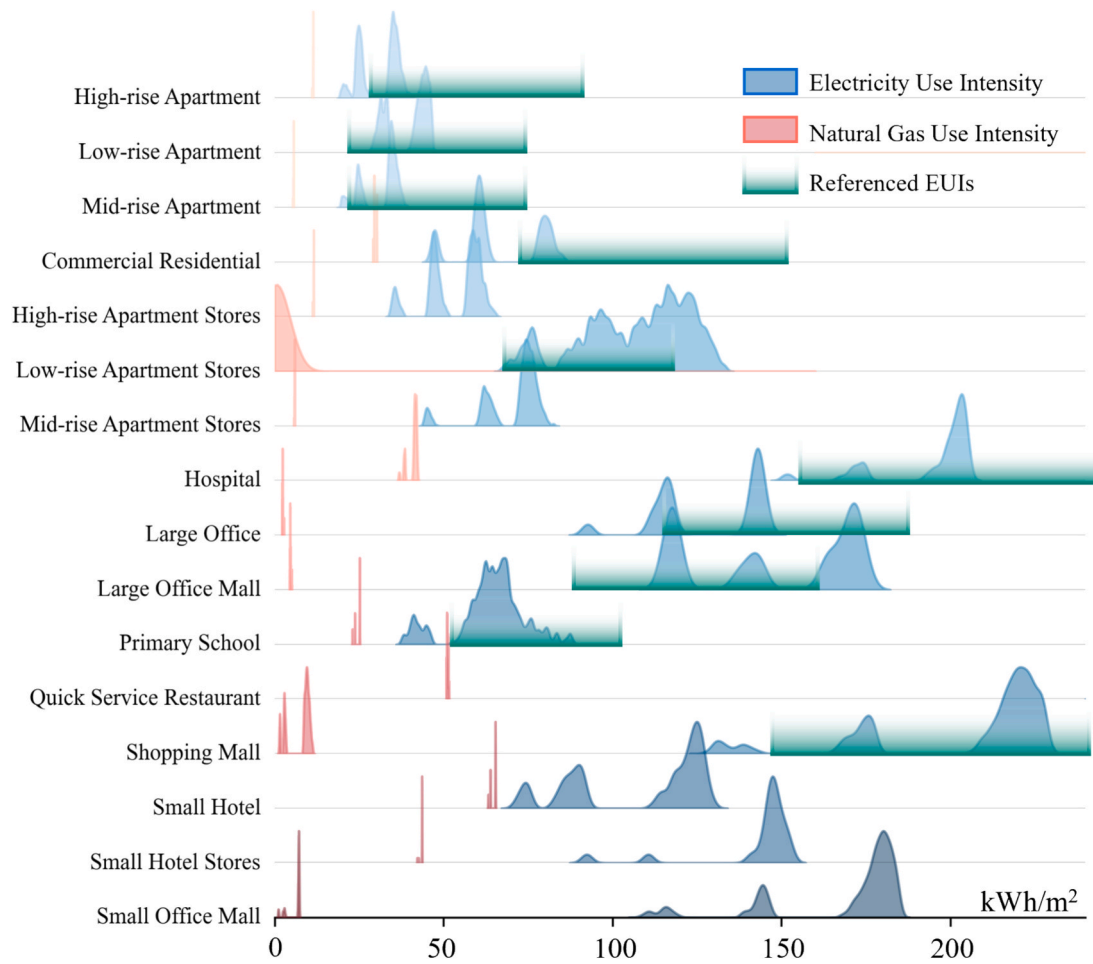 High-rise Apartment
Low-rise Apartment
Mid-rise Apartment
Commercial Residential
High-rise Apartment Stores
Low-rise Apartment Stores
Mid-rise Apartment Stores
Hospital
Large Office
Large Office Mall
Primary School
Quick Service Restaurant
Shopping Mall
Small Hotel
Small Hotel Stores
Small Office Mall
Electricity Use Intensity
Natural Gas Use Intensity
Referenced EUIs
kWh/m²
0 50 100 150 200